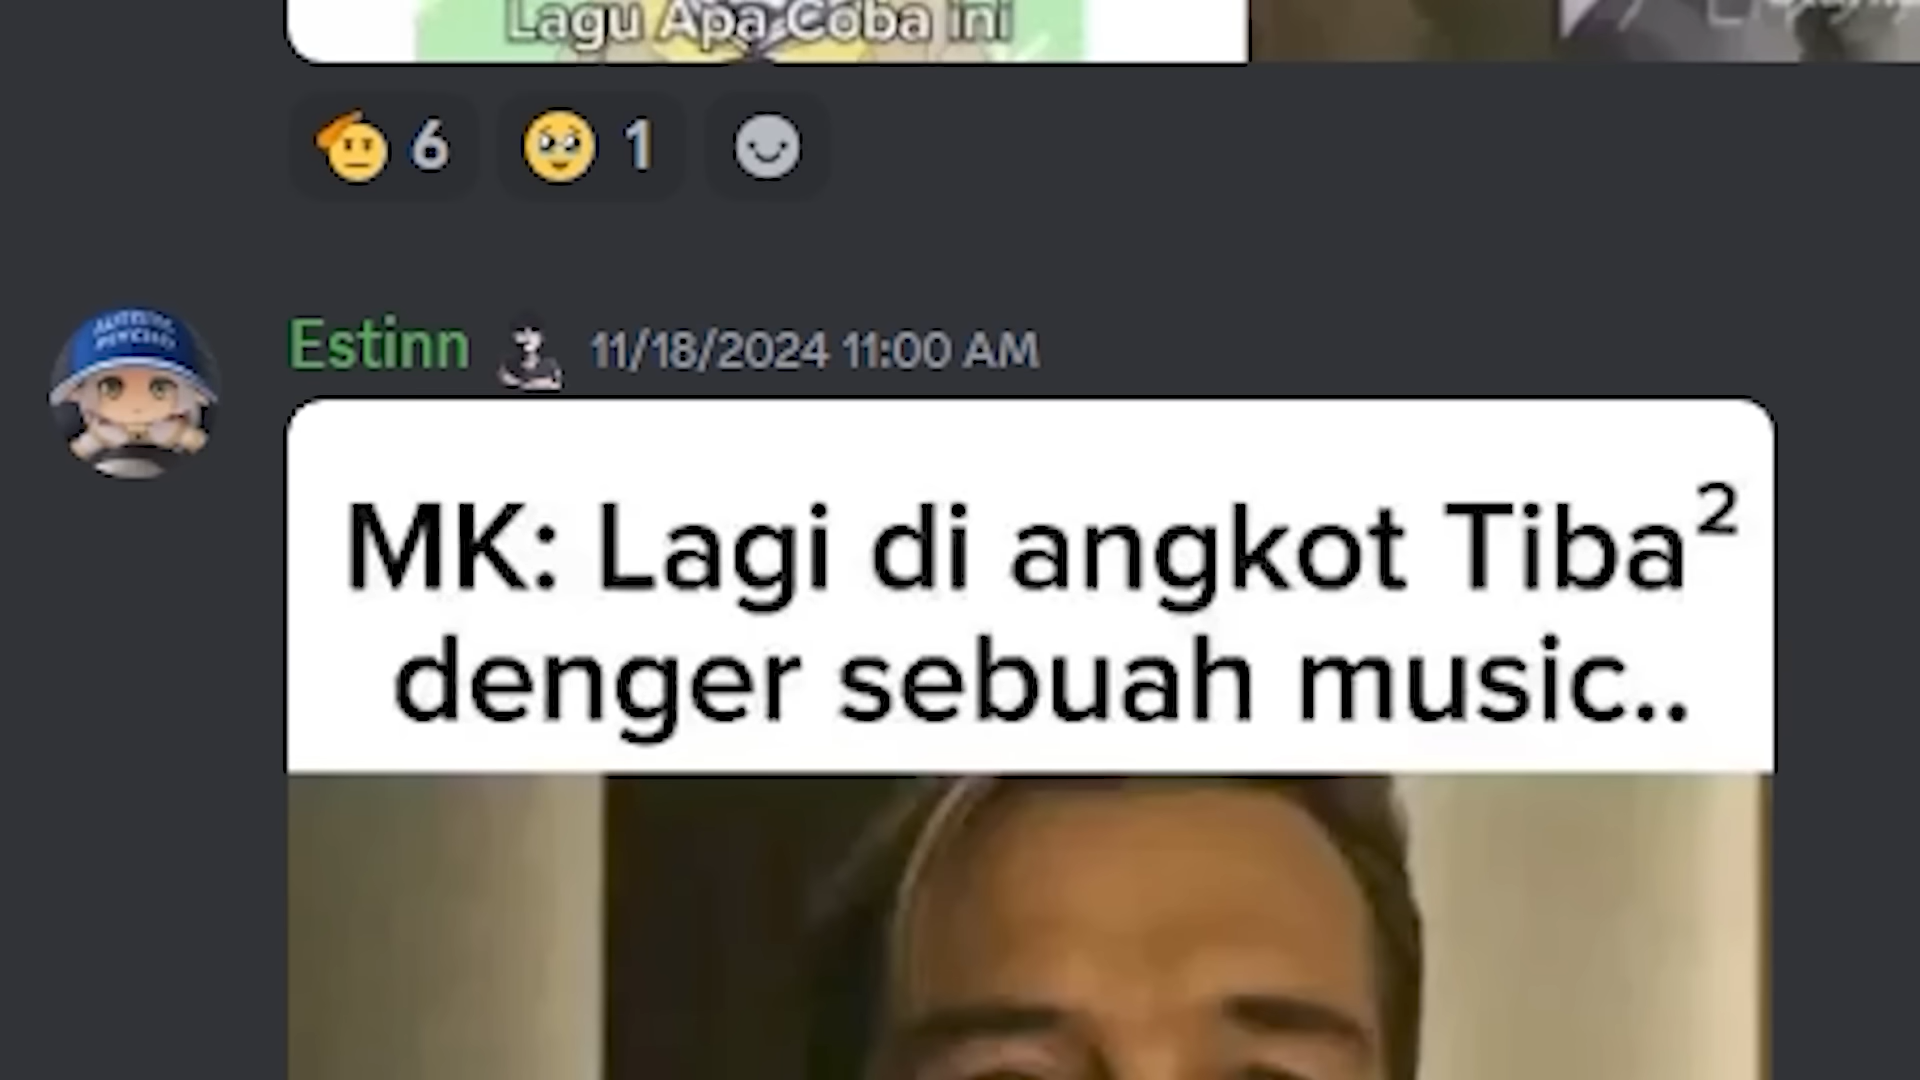 Lagu Apa Coba ini
6 1
Estinn 11/18/2024 11:00 AM
MK: Lagi di angkot Tiba²
denger sebuah music..